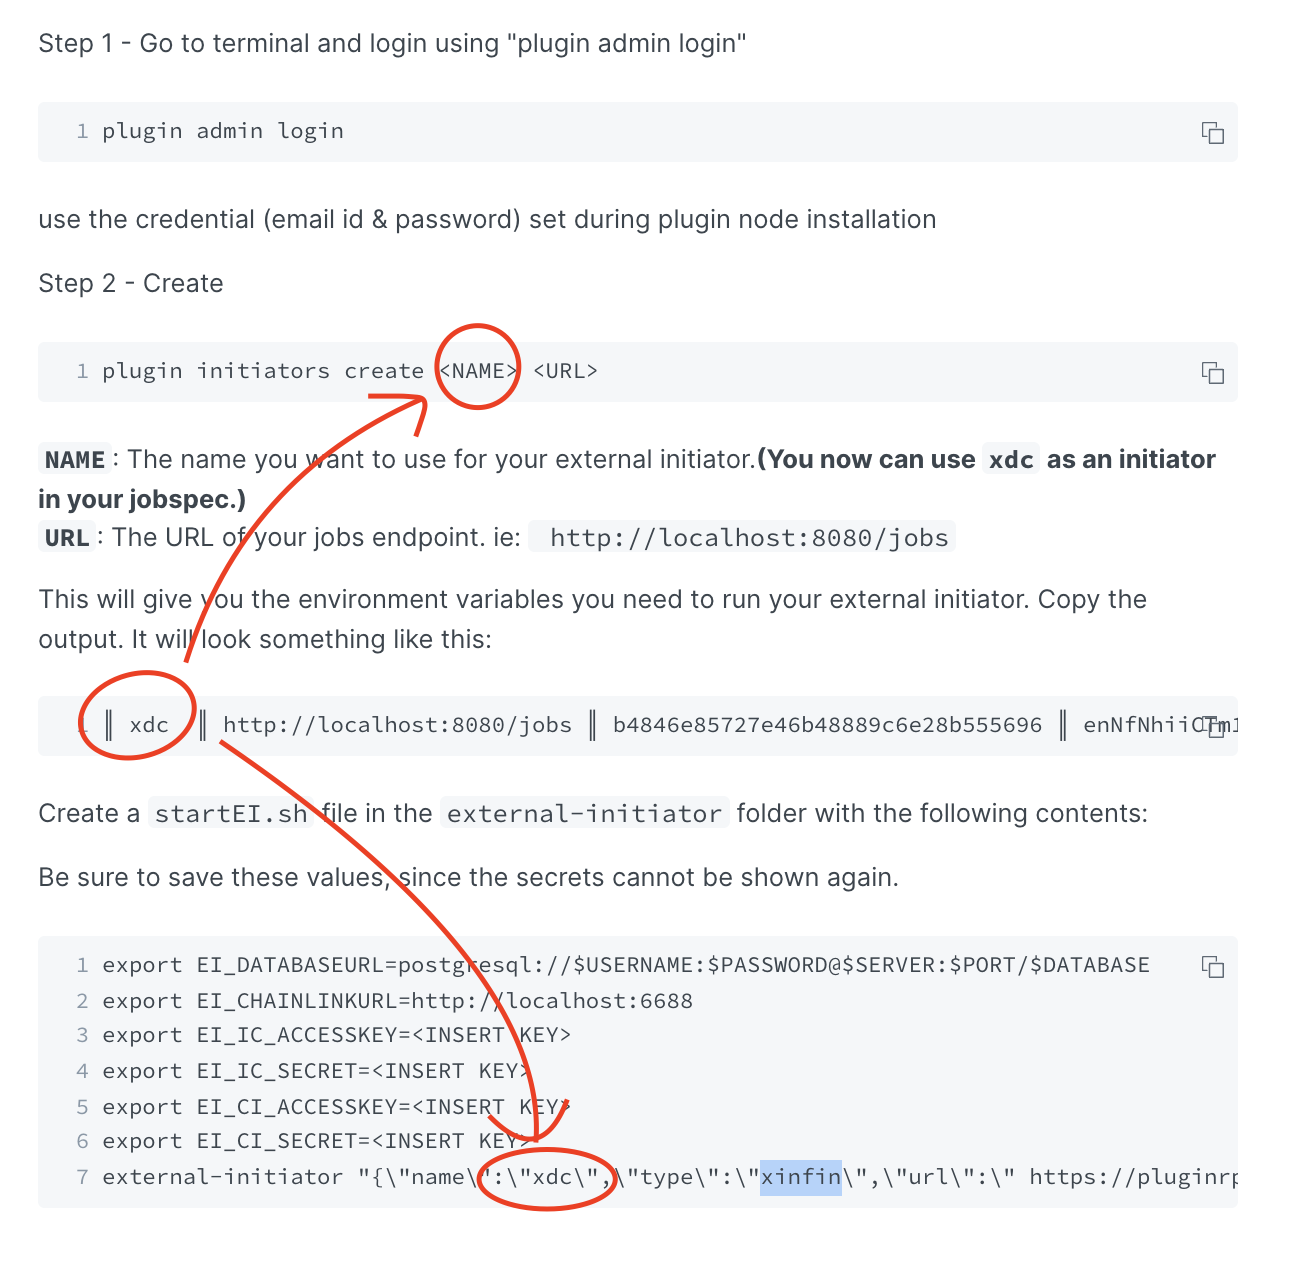 Step 1 - Go to terminal and login using "plugin admin login"
1 plugin admin login
use the credential (email id & password) set during plugin node installation
Step 2 - Create
1 plugin initiators create <NAME> <URL>
NAME : The name you want to use for your external initiator.(You now can use xdc as an initiator
in your jobspec.)
URL : The URL of your jobs endpoint. ie: http://localhost:8080/jobs
This will give you the environment variables you need to run your external initiator. Copy the
output. It will look something like this:
1 ║ xdc ║ http://localhost:8080/jobs ║ b4846e85727e46b48889c6e28b555696 ║ enNfNhiiCTm1
Create a startEI.sh file in the external-initiator folder with the following contents:
Be sure to save these values, since the secrets cannot be shown again.
1 export EI_DATABASEURL=postgresql://$USERNAME:$PASSWORD@$SERVER:$PORT/$DATABASE
2 export EI_CHAINLINKURL=http://localhost:6688
3 export EI_IC_ACCESSKEY=<INSERT KEY>
4 export EI_IC_SECRET=<INSERT KEY>
5 export EI_CI_ACCESSKEY=<INSERT KEY>
6 export EI_CI_SECRET=<INSERT KEY>
7 external-initiator "{\"name\":\"xdc\",\"type\":\"xinfin\",\"url\":\" https://pluginrp